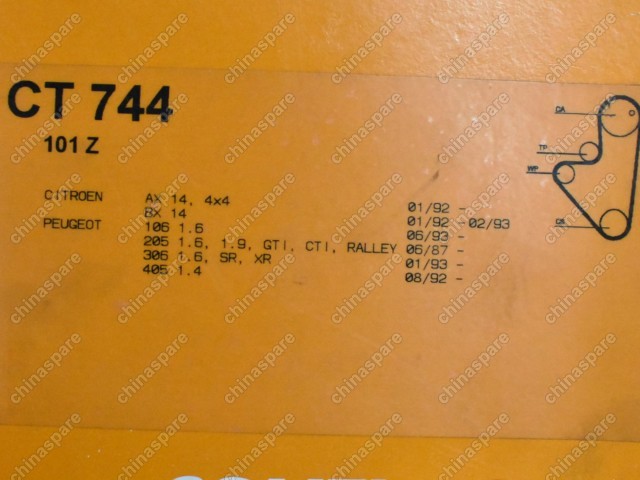 CT 744
101 Z
CITROEN AX 14, 4x4 01/92 -
BX 14 01/92 - 02/93
PEUGEOT 106 1.6 06/93 -
205 1.6, 1.9, GTI, CTI, RALLEY 06/87 -
306 1.6, SR, XR 01/93 -
405 1.4 08/92 -
CA
TP
WP
CR
chinaspare